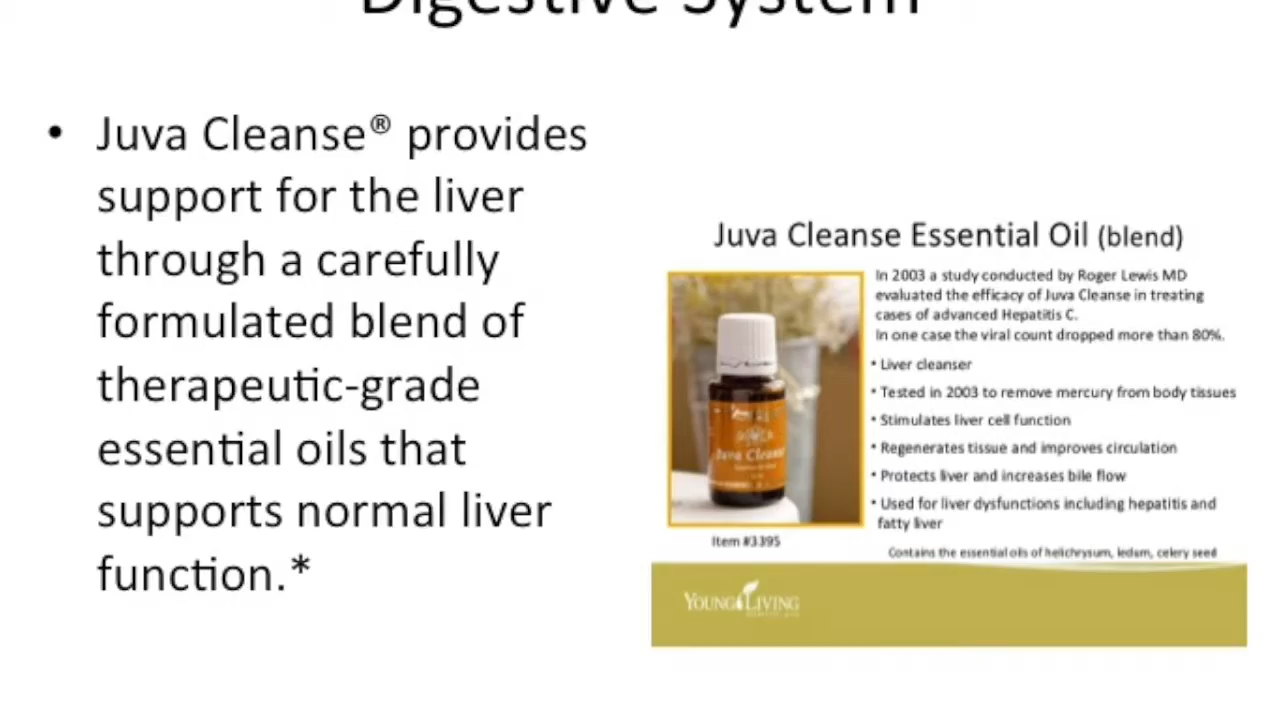 Digestive System
• Juva Cleanse® provides
support for the liver
through a carefully
formulated blend of
therapeutic-grade
essential oils that
supports normal liver
function.*
Juva Cleanse Essential Oil (blend)
In 2003 a study conducted by Roger Lewis MD
evaluated the efficacy of Juva Cleanse in treating
cases of advanced Hepatitis C.
In one case the viral count dropped more than 80%.
• Liver cleanser
• Tested in 2003 to remove mercury from body tissues
• Stimulates liver cell function
• Regenerates tissue and improves circulation
• Protects liver and increases bile flow
• Used for liver dysfunctions including hepatitis and
fatty liver
Juva Cleanse
Item #3395
Contains the essential oils of helichrysum, ledum, celery seed
YOUNG LIVING